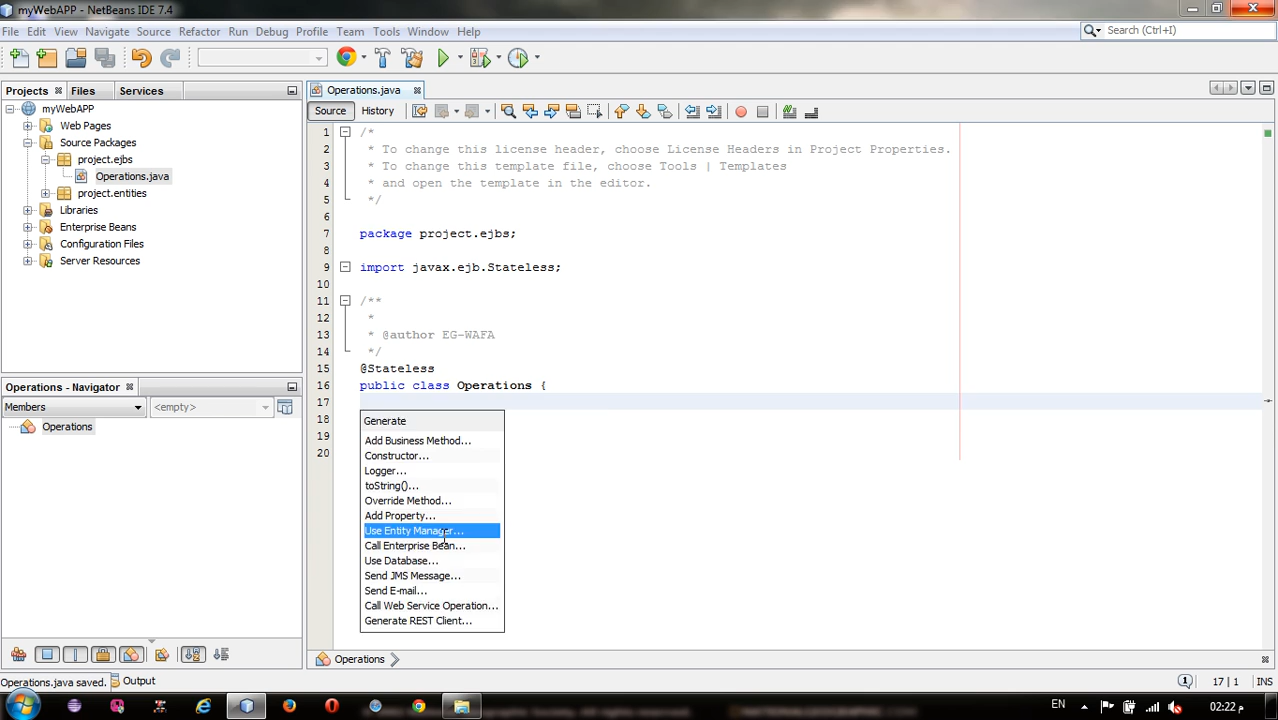 myWebAPP - NetBeans IDE 7.4
File Edit View Navigate Source Refactor Run Debug Profile Team Tools Window Help
Search (Ctrl+I)
Projects Files Services
myWebAPP
Web Pages
Source Packages
project.ejbs
Operations.java
project.entities
Libraries
Enterprise Beans
Configuration Files
Server Resources
Operations - Navigator
Members
<empty>
Operations
Operations.java
Source History
1 /*
2 * To change this license header, choose License Headers in Project Properties.
3 * To change this template file, choose Tools | Templates
4 * and open the template in the editor.
5 */
6
7 package project.ejbs;
8
9 import javax.ejb.Stateless;
10
11 /**
12 *
13 * @author EG-WAFA
14 */
15 @Stateless
16 public class Operations {
17
18
19
20
Generate
Add Business Method...
Constructor...
Logger...
toString()...
Override Method...
Add Property...
Use Entity Manager...
Call Enterprise Bean...
Use Database...
Send JMS Message...
Send E-mail...
Call Web Service Operation...
Generate REST Client...
Operations
Operations.java saved.
Output
17 | 1 INS
EN
02:22 م